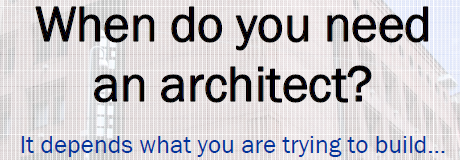 When do you need
an architect?
It depends what you are trying to build...